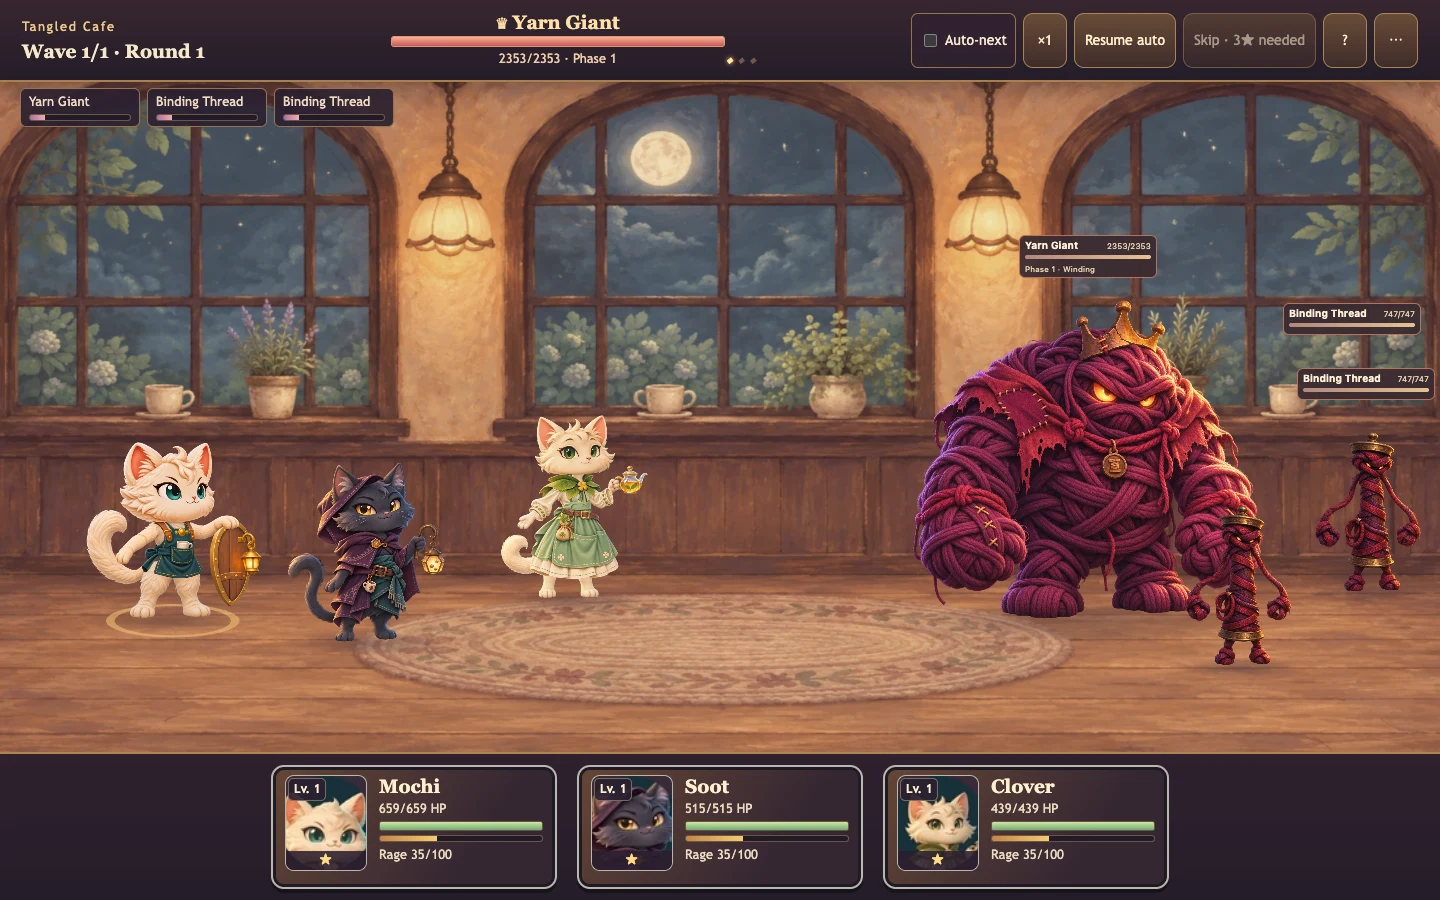 Tangled Cafe
Wave 1/1 · Round 1
♛ Yarn Giant
2353/2353 · Phase 1
Auto-next
×1
Resume auto
Skip · 3★ needed
?
···
Yarn Giant
Binding Thread
Binding Thread
Yarn Giant 2353/2353
Phase 1 · Winding
Binding Thread 747/747
Binding Thread 747/747
Lv. 1
Mochi
659/659 HP
Rage 35/100
Lv. 1
Soot
515/515 HP
Rage 35/100
Lv. 1
Clover
439/439 HP
Rage 35/100